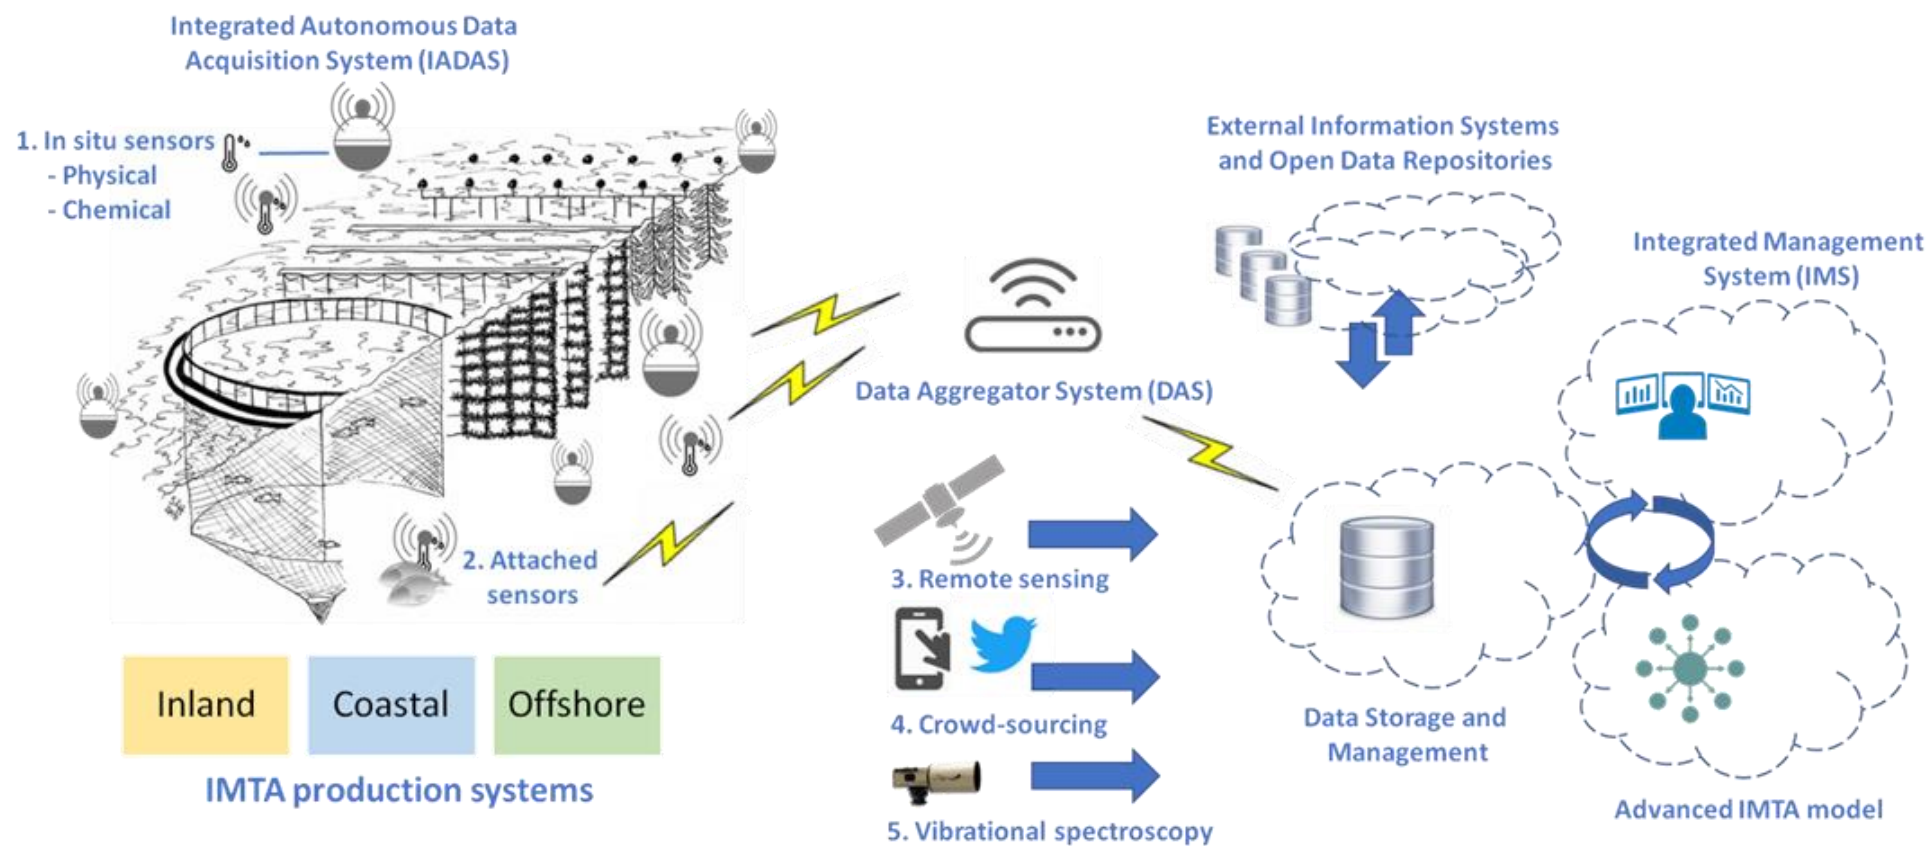 Integrated Autonomous Data
Acquisition System (IADAS)
1. In situ sensors
- Physical
- Chemical
2. Attached
sensors
Inland
Coastal
Offshore
IMTA production systems
Data Aggregator System (DAS)
3. Remote sensing
4. Crowd-sourcing
5. Vibrational spectroscopy
External Information Systems
and Open Data Repositories
Data Storage and
Management
Integrated Management
System (IMS)
Advanced IMTA model